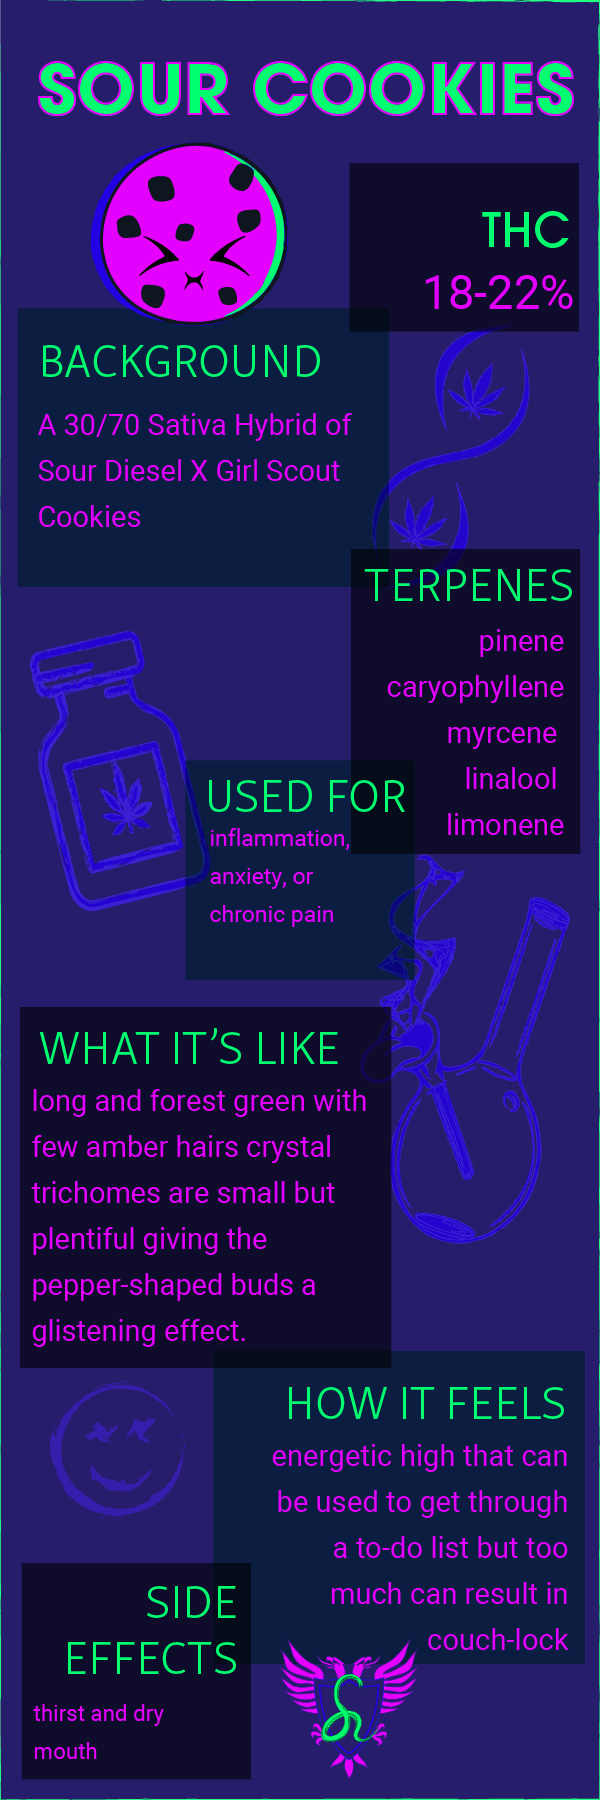 SOUR COOKIES
THC
18-22%
BACKGROUND
A 30/70 Sativa Hybrid of
Sour Diesel X Girl Scout
Cookies
TERPENES
pinene
caryophyllene
myrcene
linalool
limonene
USED FOR
inflammation,
anxiety, or
chronic pain
WHAT IT'S LIKE
long and forest green with
few amber hairs crystal
trichomes are small but
plentiful giving the
pepper-shaped buds a
glistening effect.
HOW IT FEELS
energetic high that can
be used to get through
a to-do list but too
much can result in
couch-lock
SIDE
EFFECTS
thirst and dry
mouth